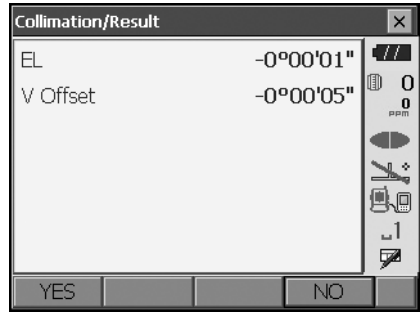 Collimation/Result
EL -0°00'01"
V Offset -0°00'05"
0
0
PPM
1
YES NO